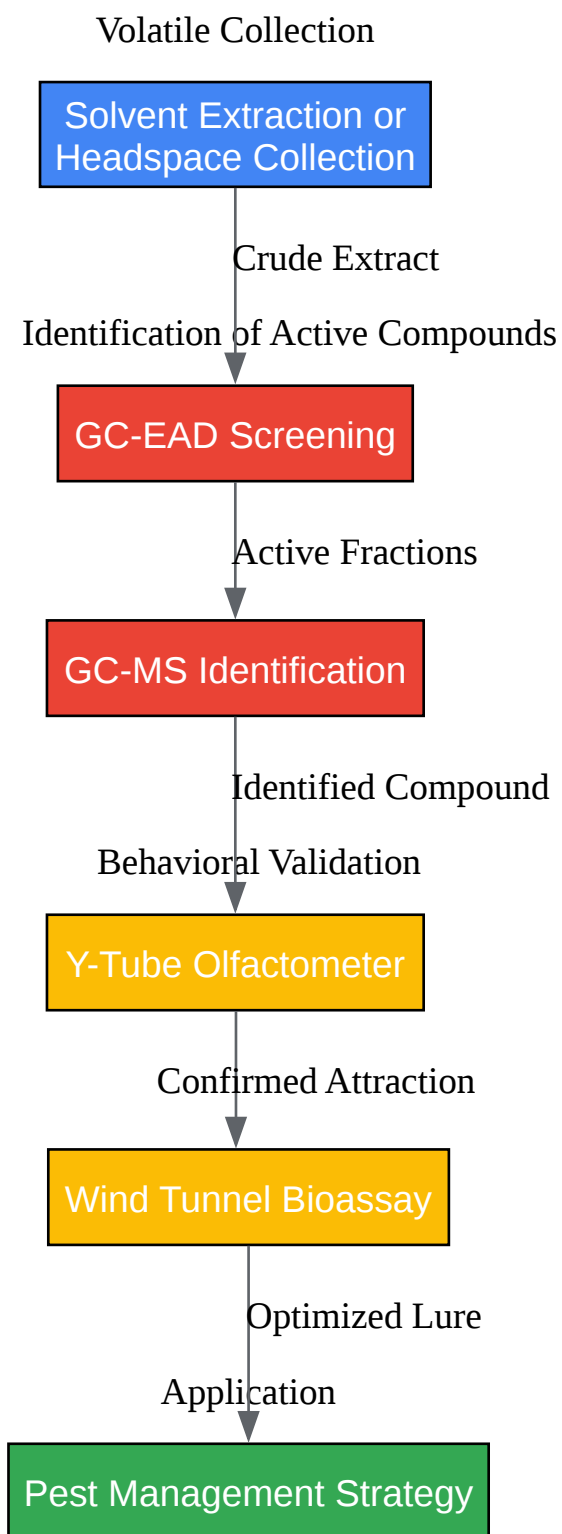 Volatile Collection
Solvent Extraction or
Headspace Collection
Crude Extract
Identification of Active Compounds
GC-EAD Screening
Active Fractions
GC-MS Identification
Identified Compound
Behavioral Validation
Y-Tube Olfactometer
Confirmed Attraction
Wind Tunnel Bioassay
Optimized Lure
Application
Pest Management Strategy